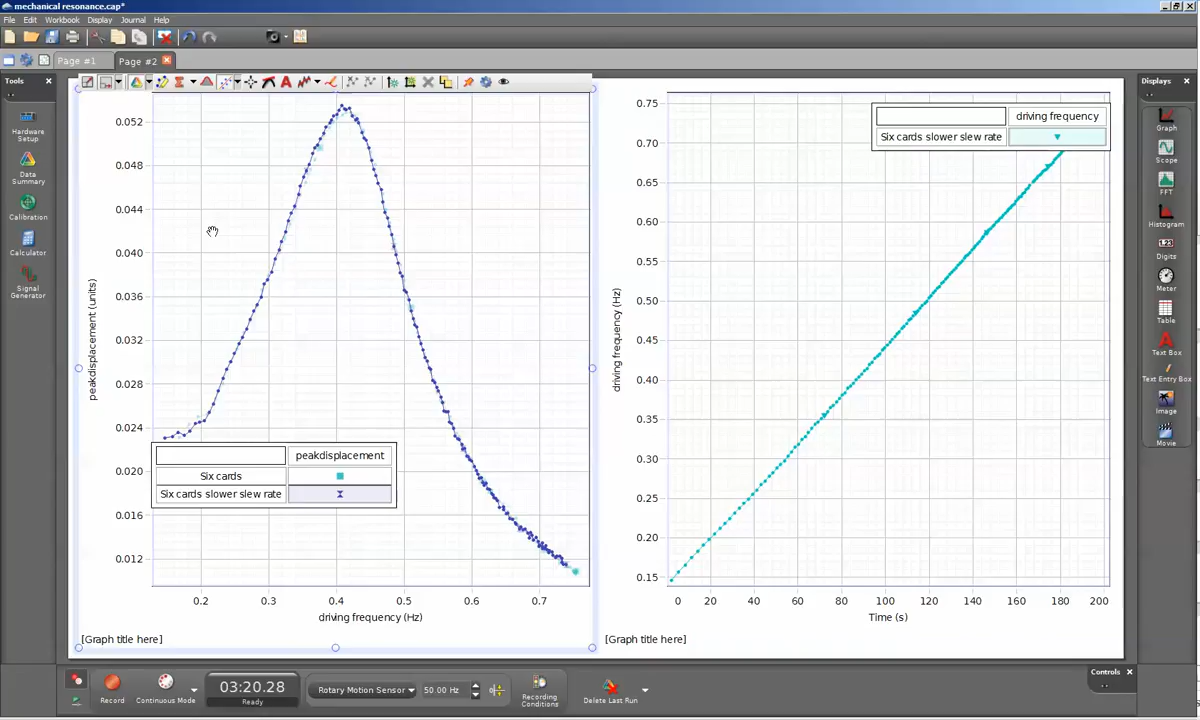 mechanical resonance.cap*
File Edit Workbook Display Journal Help
Page #1 Page #2
Tools
Hardware
Setup
Data
Summary
Calibration
Calculator
Signal
Generator
0.052
0.048
0.044
0.040
0.036
0.032
0.028
0.024
0.020
0.016
0.012
peakdisplacement (units)
peakdisplacement
Six cards
Six cards slower slew rate
0.2 0.3 0.4 0.5 0.6 0.7
driving frequency (Hz)
[Graph title here]
0.75
0.70
0.65
0.60
0.55
0.50
0.45
0.40
0.35
0.30
0.25
0.20
0.15
driving frequency (Hz)
driving frequency
Six cards slower slew rate
0 20 40 60 80 100 120 140 160 180 200
Time (s)
[Graph title here]
Displays
Graph
Scope
FFT
Histogram
1.23
Digits
Meter
Table
Text Box
Text Entry Box
Image
Movie
Record
Continuous Mode
03:20.28
Ready
Rotary Motion Sensor
50.00 Hz
Recording
Conditions
Delete Last Run
Controls